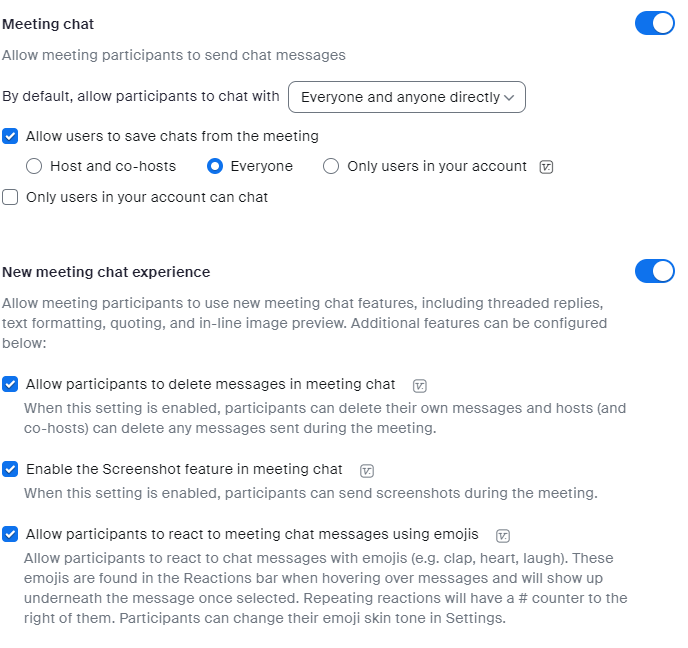 Meeting chat
Allow meeting participants to send chat messages
By default, allow participants to chat with Everyone and anyone directly
Allow users to save chats from the meeting
Host and co-hosts Everyone Only users in your account
Only users in your account can chat
New meeting chat experience
Allow meeting participants to use new meeting chat features, including threaded replies,
text formatting, quoting, and in-line image preview. Additional features can be configured
below:
Allow participants to delete messages in meeting chat
When this setting is enabled, participants can delete their own messages and hosts (and
co-hosts) can delete any messages sent during the meeting.
Enable the Screenshot feature in meeting chat
When this setting is enabled, participants can send screenshots during the meeting.
Allow participants to react to meeting chat messages using emojis
Allow participants to react to chat messages with emojis (e.g. clap, heart, laugh). These
emojis are found in the Reactions bar when hovering over messages and will show up
underneath the message once selected. Repeating reactions will have a # counter to the
right of them. Participants can change their emoji skin tone in Settings.